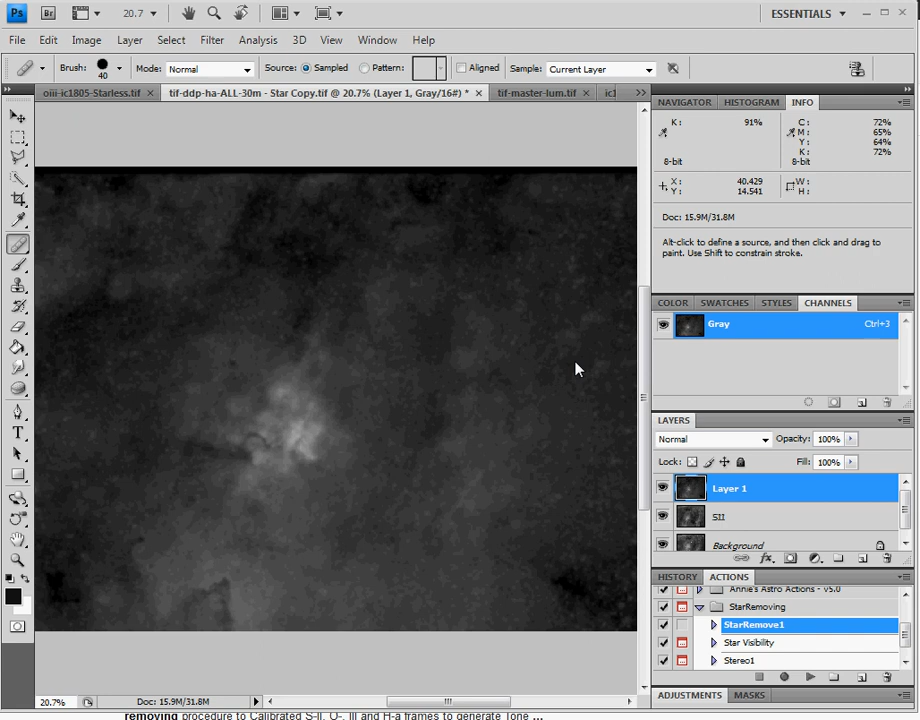 Ps Br 20.7 ESSENTIALS
File Edit Image Layer Select Filter Analysis 3D View Window Help
Brush: 40 Mode: Normal Source: Sampled Pattern: Aligned Sample: Current Layer
oiii-ic1805-Starless.tif tif-ddp-ha-ALL-30m - Star Copy.tif @ 20.7% (Layer 1, Gray/16#) * tif-master-lum.tif ic1
NAVIGATOR HISTOGRAM INFO
K: 91% C: 72%
M: 65%
Y: 64%
K: 72%
8-bit 8-bit
X: 40.429 W:
Y: 14.541 H:
Doc: 15.9M/31.8M
Alt-click to define a source, and then click and drag to
paint. Use Shift to constrain stroke.
COLOR SWATCHES STYLES CHANNELS
Gray Ctrl+3
LAYERS
Normal Opacity: 100%
Lock: Fill: 100%
Layer 1
SII
Background
HISTORY ACTIONS
Annie's Astro Actions - v5.0
StarRemoving
StarRemove1
Star Visibility
Stereo1
ADJUSTMENTS MASKS
20.7% Doc: 15.9M/31.8M
removing procedure to Calibrated S-II, O-, III and H-a frames to generate Tone ...